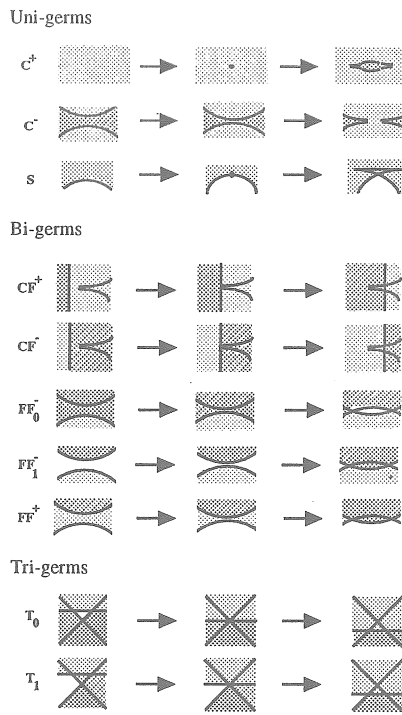 Uni-germs
C⁺
C⁻
S
Bi-germs
CF⁺
CF⁻
FF₀⁻
FF₁⁻
FF⁺
Tri-germs
T₀
T₁